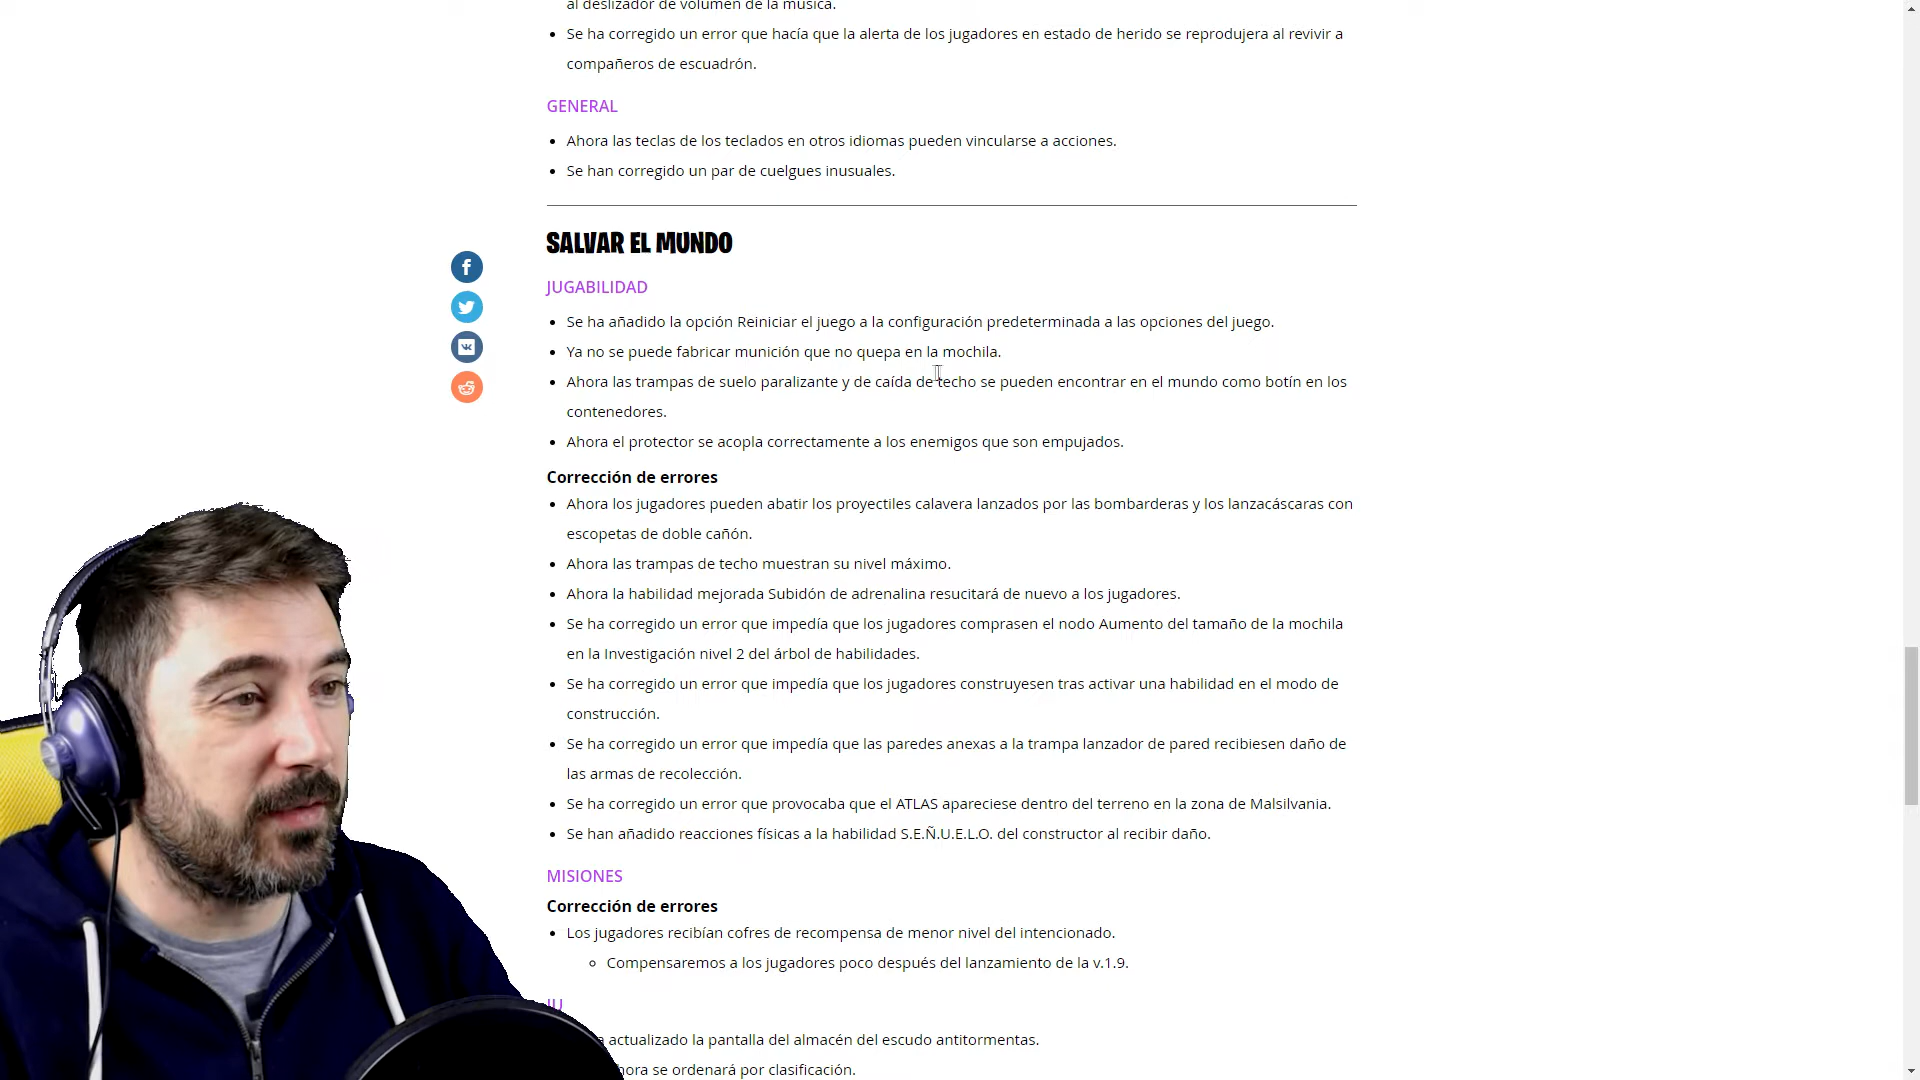 al deslizador de volumen de la música.
Se ha corregido un error que hacía que la alerta de los jugadores en estado de herido se reprodujera al revivir a
compañeros de escuadrón.
GENERAL
Ahora las teclas de los teclados en otros idiomas pueden vincularse a acciones.
Se han corregido un par de cuelgues inusuales.
SALVAR EL MUNDO
JUGABILIDAD
Se ha añadido la opción Reiniciar el juego a la configuración predeterminada a las opciones del juego.
Ya no se puede fabricar munición que no quepa en la mochila.
Ahora las trampas de suelo paralizante y de caída de techo se pueden encontrar en el mundo como botín en los
contenedores.
Ahora el protector se acopla correctamente a los enemigos que son empujados.
Corrección de errores
Ahora los jugadores pueden abatir los proyectiles calavera lanzados por las bombarderas y los lanzacáscaras con
escopetas de doble cañón.
Ahora las trampas de techo muestran su nivel máximo.
Ahora la habilidad mejorada Subidón de adrenalina resucitará de nuevo a los jugadores.
Se ha corregido un error que impedía que los jugadores comprasen el nodo Aumento del tamaño de la mochila
en la Investigación nivel 2 del árbol de habilidades.
Se ha corregido un error que impedía que los jugadores construyesen tras activar una habilidad en el modo de
construcción.
Se ha corregido un error que impedía que las paredes anexas a la trampa lanzador de pared recibiesen daño de
las armas de recolección.
Se ha corregido un error que provocaba que el ATLAS apareciese dentro del terreno en la zona de Malsilvania.
Se han añadido reacciones físicas a la habilidad S.E.Ñ.U.E.L.O. del constructor al recibir daño.
MISIONES
Corrección de errores
Los jugadores recibían cofres de recompensa de menor nivel del intencionado.
Compensaremos a los jugadores poco después del lanzamiento de la v.1.9.
actualizado la pantalla del almacén del escudo antitormentas.
se ordenará por clasificación.